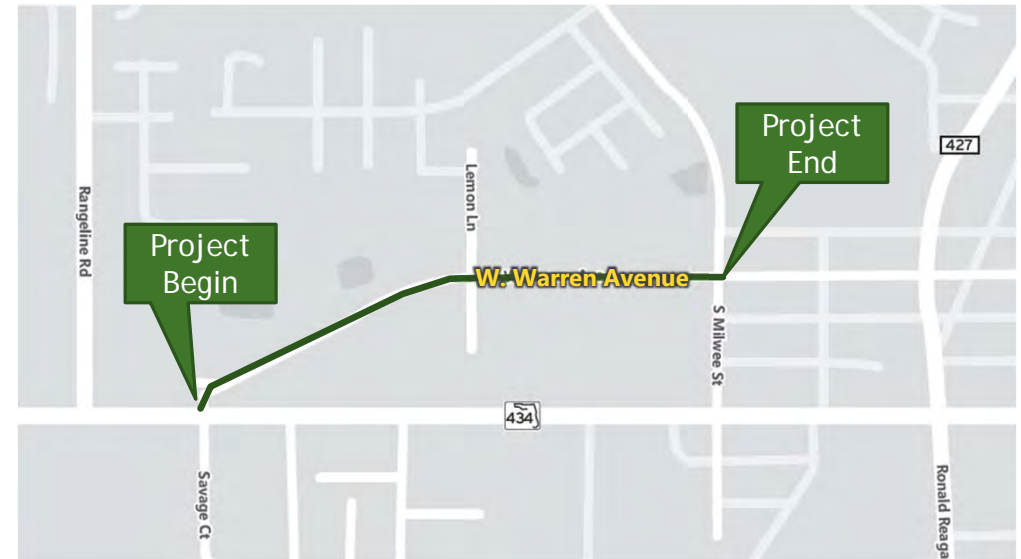 Project
End
427
Lemon Ln
Rangeline Rd
Project
Begin
W. Warren Avenue
S Milwee St
434
Savage Ct
Ronald Reaga